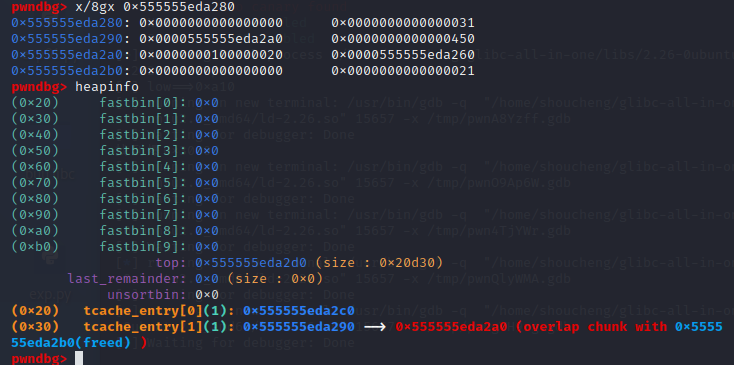 pwndbg> x/8gx 0×555555eda280
0×555555eda280: 0×0000000000000000 0×0000000000000031
0×555555eda290: 0×0000555555eda2a0 0×0000000000000450
0×555555eda2a0: 0×0000000100000020 0×0000555555eda260
0×555555eda2b0: 0×0000000000000000 0×0000000000000021
pwndbg> heapinfo
(0×20) fastbin[0]: 0×0
(0×30) fastbin[1]: 0×0
(0×40) fastbin[2]: 0×0
(0×50) fastbin[3]: 0×0
(0×60) fastbin[4]: 0×0
(0×70) fastbin[5]: 0×0
(0×80) fastbin[6]: 0×0
(0×90) fastbin[7]: 0×0
(0×a0) fastbin[8]: 0×0
(0×b0) fastbin[9]: 0×0
top: 0×555555eda2d0 (size : 0×20d30)
last_remainder: 0×0 (size : 0×0)
unsortbin: 0×0
(0×20) tcache_entry[0](1): 0×555555eda2c0
(0×30) tcache_entry[1](1): 0×555555eda290 → 0×555555eda2a0 (overlap chunk with 0×5555
55eda2b0(freed) )
pwndbg>